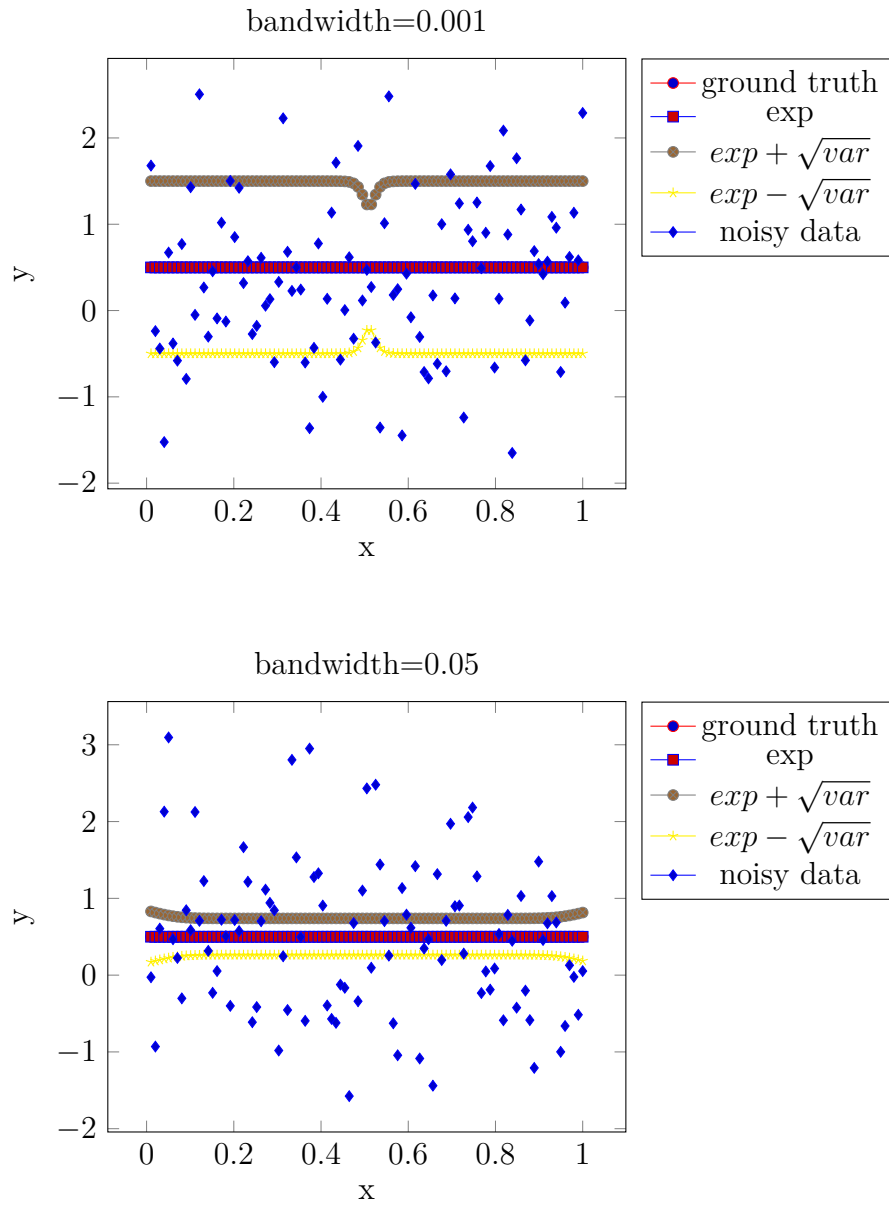 bandwidth=0.001
y
2
1
0
−1
−2
0
0.2
0.4
0.6
0.8
1
x
ground truth
exp
exp + √var
exp − √var
noisy data
bandwidth=0.05
y
3
2
1
0
−1
−2
0
0.2
0.4
0.6
0.8
1
x
ground truth
exp
exp + √var
exp − √var
noisy data